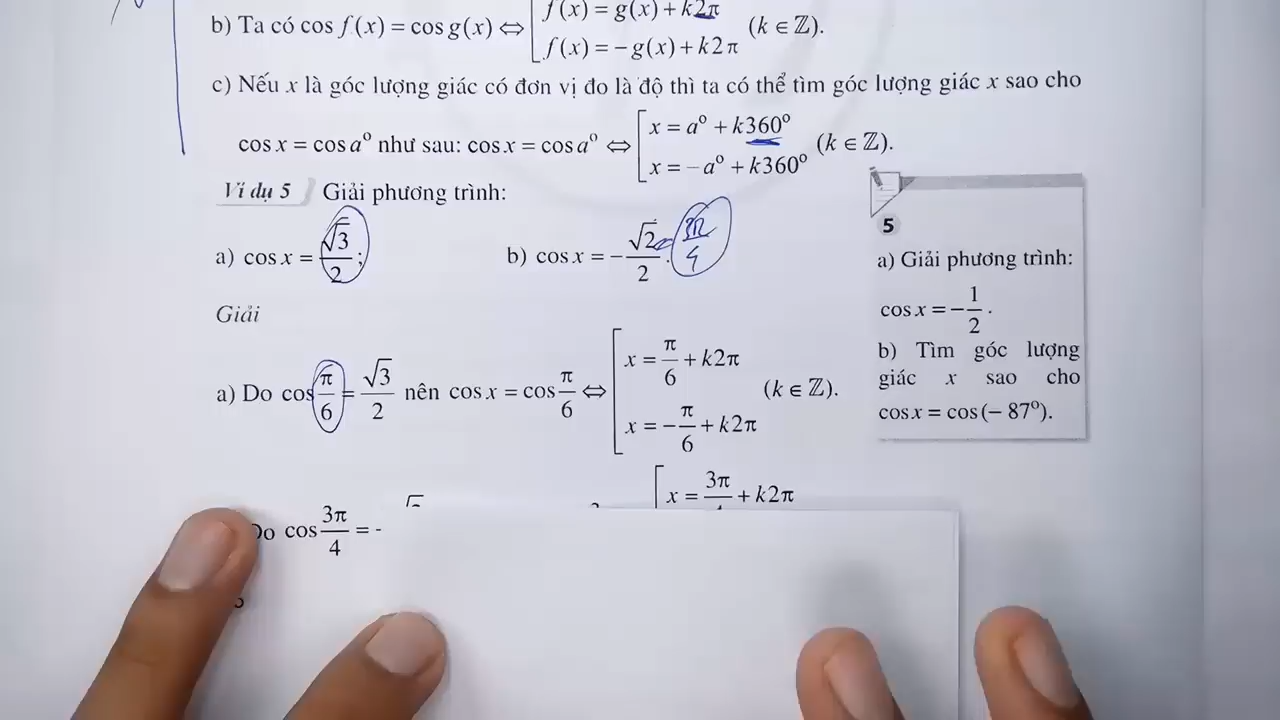 b) Ta có cos f(x) = cos g(x) ⇔ [ f(x) = g(x) + k2π
f(x) = −g(x) + k2π (k ∈ ℤ).
c) Nếu x là góc lượng giác có đơn vị đo là độ thì ta có thể tìm góc lượng giác x sao cho
cos x = cos a° như sau: cos x = cos a° ⇔ [ x = a° + k360°
x = −a° + k360° (k ∈ ℤ).
Ví dụ 5 Giải phương trình:
a) cos x = √3/2;
b) cos x = −√2/2. 3π/4
Giải
a) Do cos π/6 = √3/2 nên cos x = cos π/6 ⇔ [ x = π/6 + k2π
x = −π/6 + k2π (k ∈ ℤ).
Do cos 3π/4 = -
x = 3π + k2π
5
a) Giải phương trình:
cos x = −1/2.
b) Tìm góc lượng
giác x sao cho
cos x = cos(−87°).